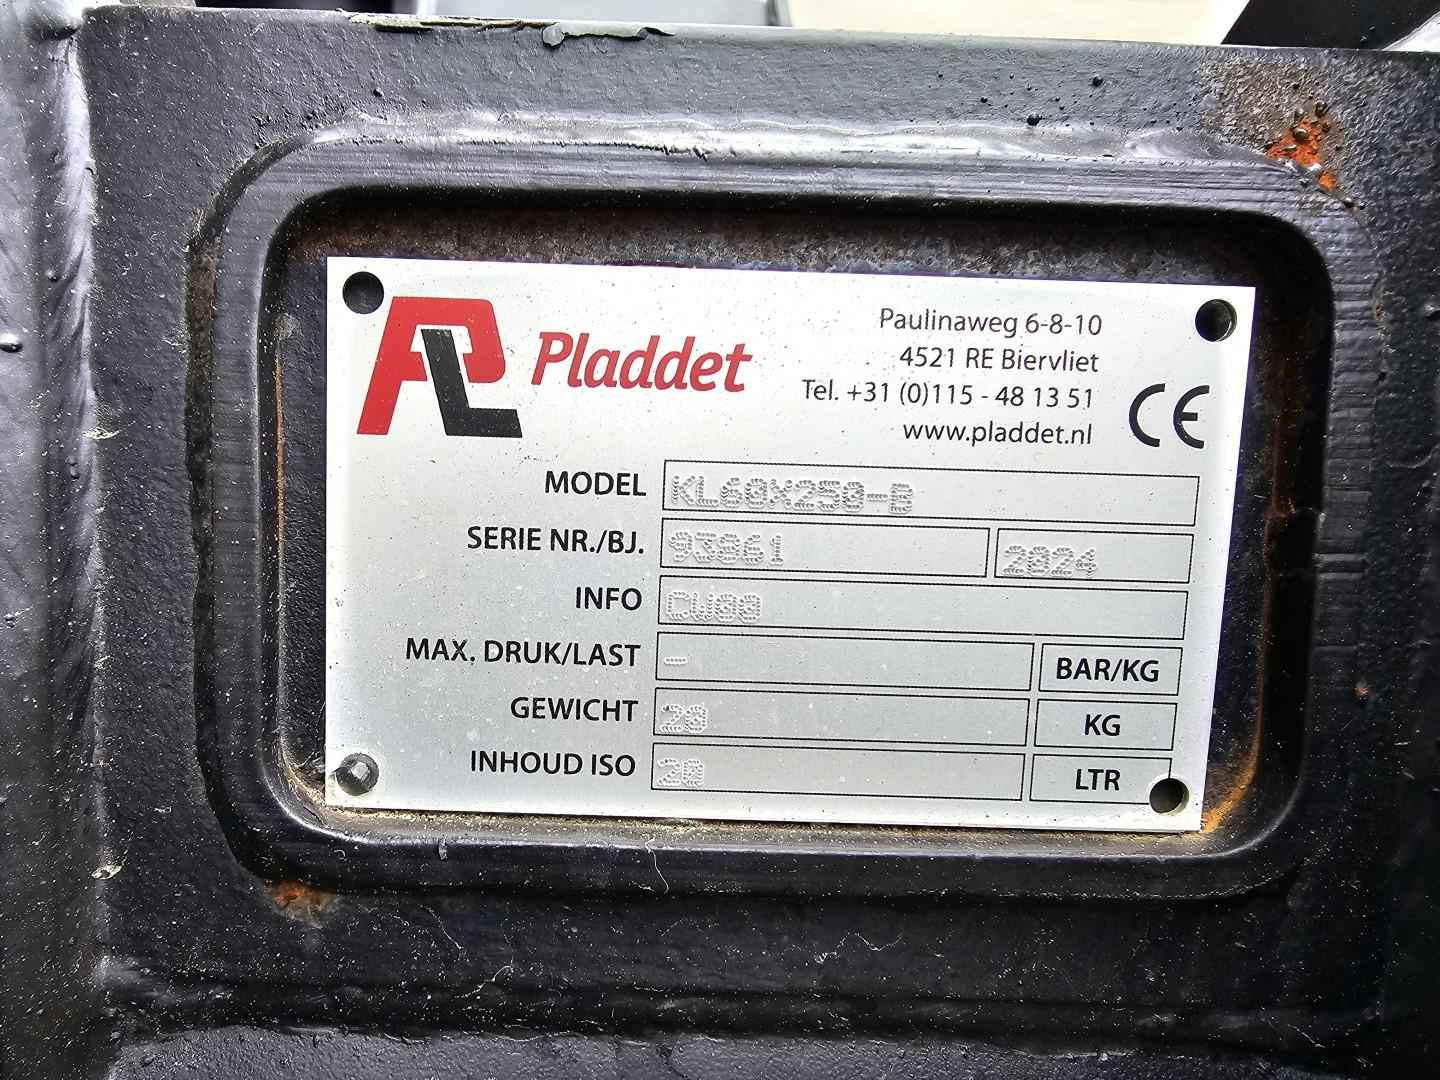 PL Pladdet
Paulinaweg 6-8-10
4521 RE Biervliet
Tel. +31 (0)115 - 48 13 51
www.pladdet.nl
CE
MODEL KL60X250-B
SERIE NR./BJ. 93861 2024
INFO CW00
MAX. DRUK/LAST - BAR/KG
GEWICHT 20 KG
INHOUD ISO 20 LTR